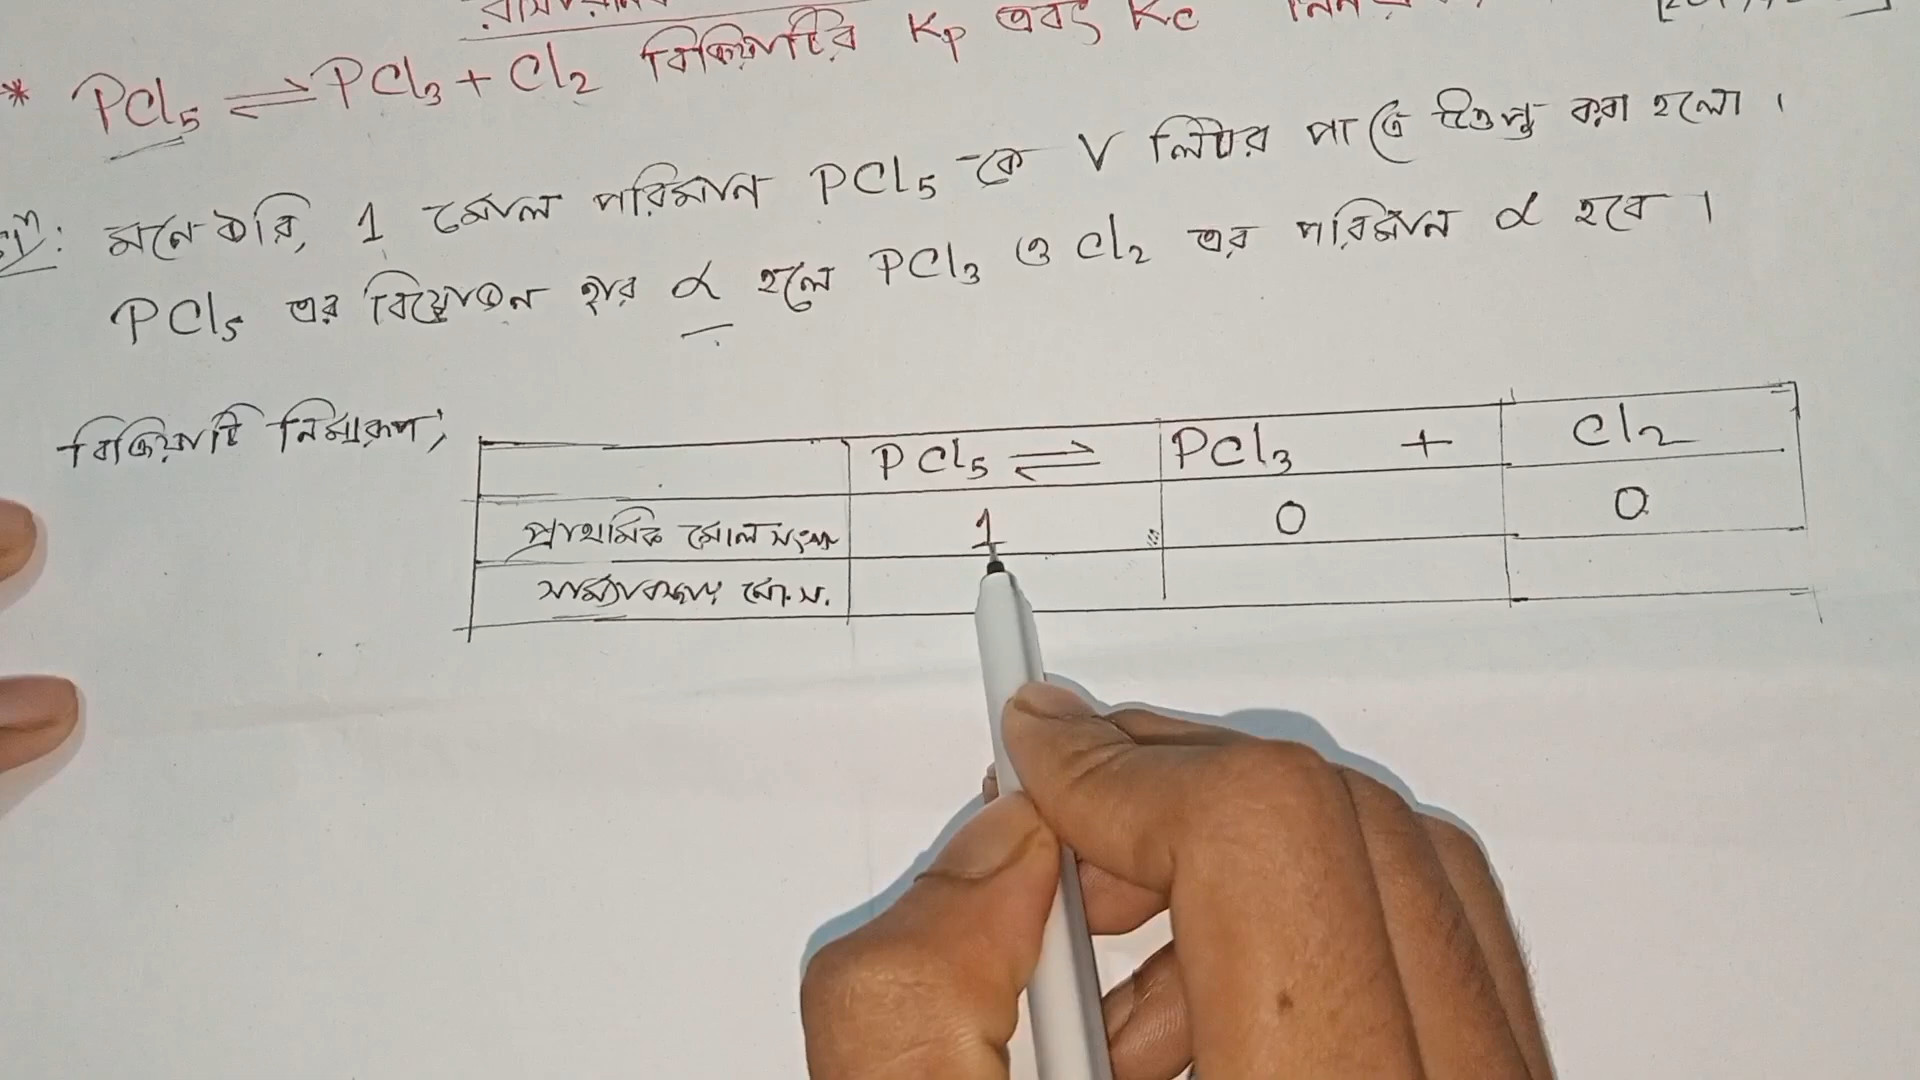 * PCl₅ ⇌ PCl₃ + Cl₂ বিক্রিয়াটির Kp এবং Kc
মনে করি, 1 মোল পরিমান PCl₅ -কে V লিটার পাত্রে উত্তপ্ত করা হলো।
PCl₅ এর বিয়োজন হার α হলে PCl₃ ও Cl₂ এর পরিমান α হবে।
বিক্রিয়াটি নিম্নরূপ,
PCl₅ ⇌ PCl₃ + Cl₂
প্রাথমিক মোল সংখ্যা 1 0 0
সাম্যাবস্থায় মো.স.